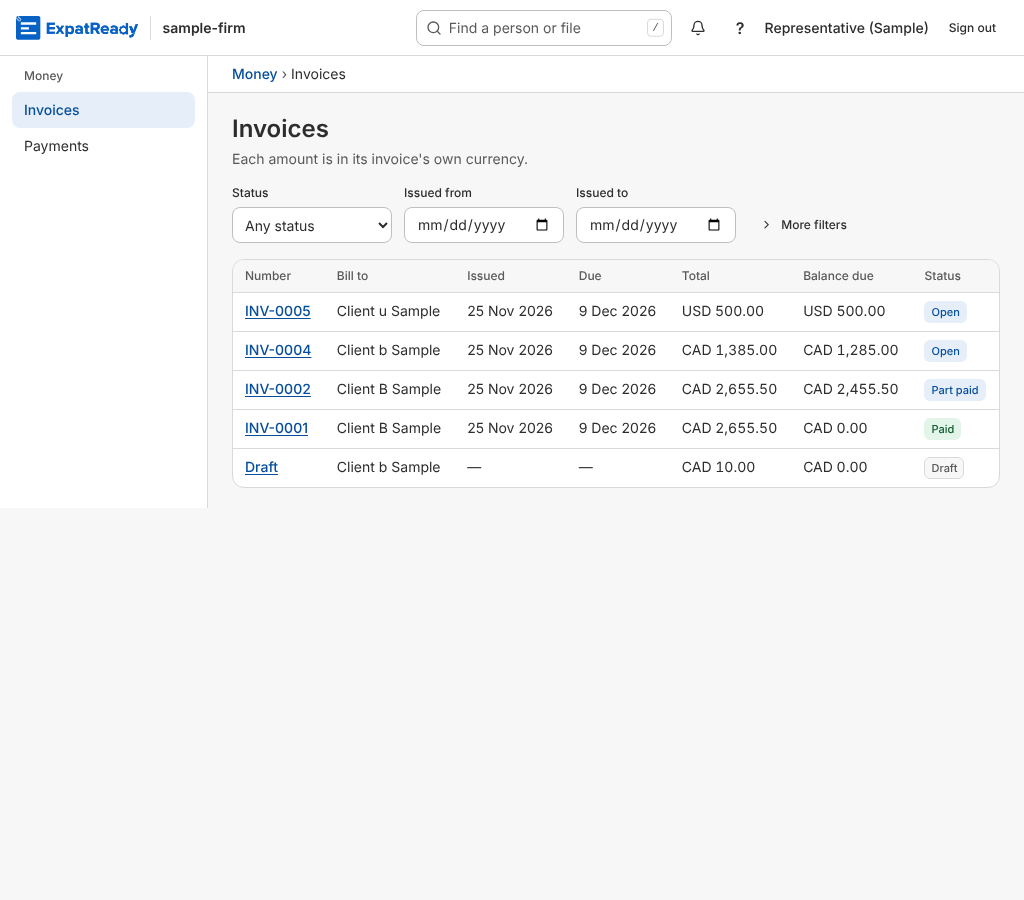 ExpatReady sample-firm Find a person or file / ? Representative (Sample) Sign out
Money
Invoices
Payments
Money › Invoices
Invoices
Each amount is in its invoice's own currency.
Status Issued from Issued to
Any status mm/dd/yyyy mm/dd/yyyy More filters
Number Bill to Issued Due Total Balance due Status
INV-0005 Client u Sample 25 Nov 2026 9 Dec 2026 USD 500.00 USD 500.00 Open
INV-0004 Client b Sample 25 Nov 2026 9 Dec 2026 CAD 1,385.00 CAD 1,285.00 Open
INV-0002 Client B Sample 25 Nov 2026 9 Dec 2026 CAD 2,655.50 CAD 2,455.50 Part paid
INV-0001 Client B Sample 25 Nov 2026 9 Dec 2026 CAD 2,655.50 CAD 0.00 Paid
Draft Client b Sample — — CAD 10.00 CAD 0.00 Draft